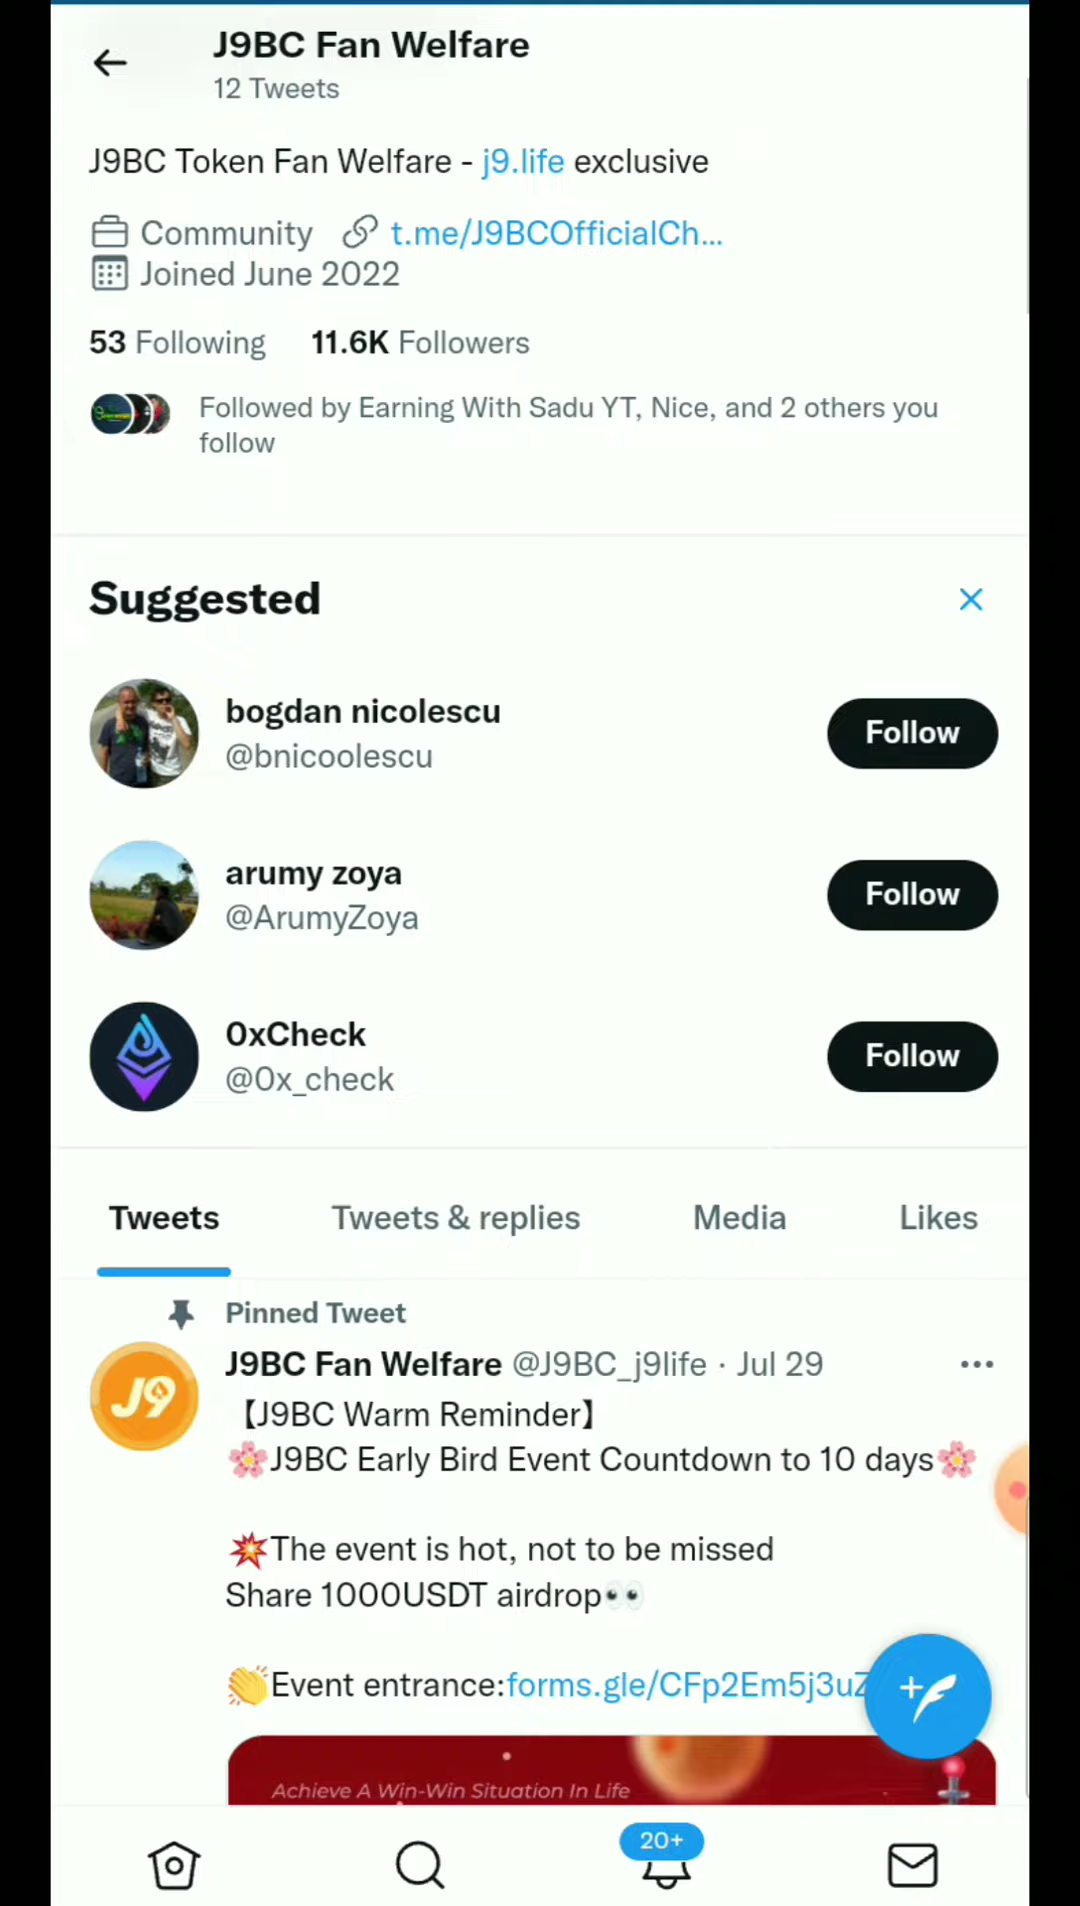 J9BC Fan Welfare
12 Tweets
J9BC Token Fan Welfare - j9.life exclusive
Community t.me/J9BCOfficialCh...
Joined June 2022
53 Following 11.6K Followers
Followed by Earning With Sadu YT, Nice, and 2 others you
follow
Suggested
bogdan nicolescu
@bnicoolescu
Follow
arumy zoya
@ArumyZoya
Follow
0xCheck
@0x_check
Follow
Tweets Tweets & replies Media Likes
Pinned Tweet
J9BC Fan Welfare @J9BC_j9life · Jul 29
J9
【J9BC Warm Reminder】
🌸J9BC Early Bird Event Countdown to 10 days🌸
💥The event is hot, not to be missed
Share 1000USDT airdrop👀
👏Event entrance:forms.gle/CFp2Em5j3uZ
Achieve A Win-Win Situation In Life
20+